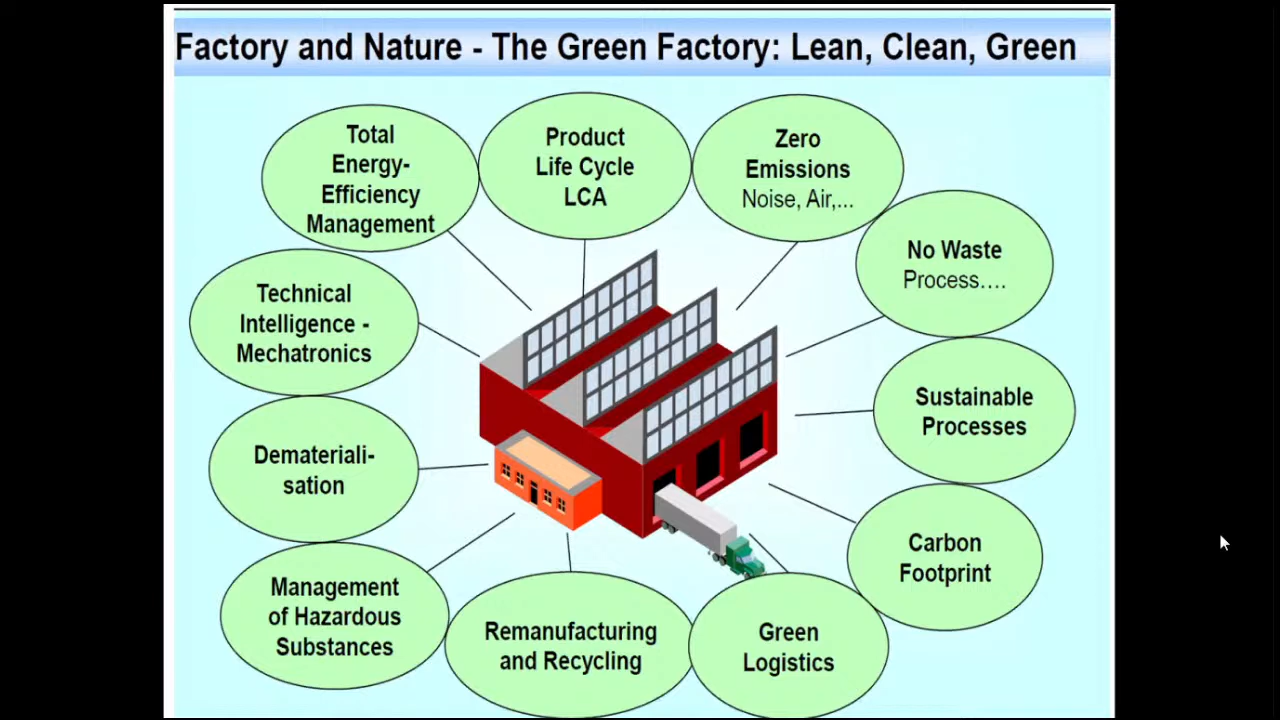 Factory and Nature - The Green Factory: Lean, Clean, Green
Total
Energy-
Efficiency
Management
Product
Life Cycle
LCA
Zero
Emissions
Noise, Air,...
No Waste
Process....
Technical
Intelligence -
Mechatronics
Sustainable
Processes
Demateriali-
sation
Carbon
Footprint
Management
of Hazardous
Substances
Remanufacturing
and Recycling
Green
Logistics